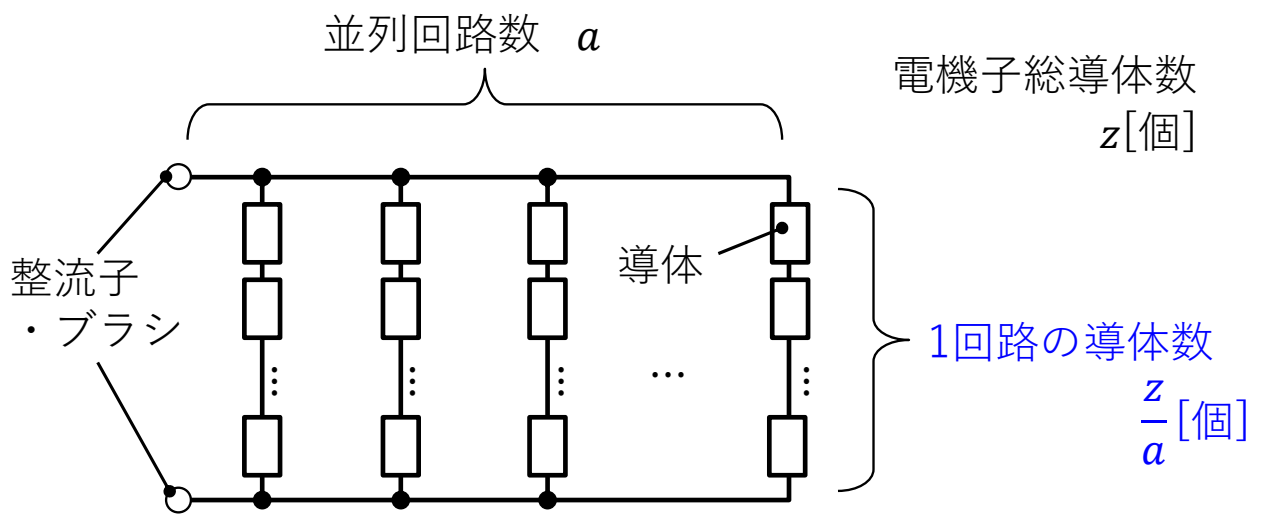 並列回路数 a
電機子総導体数
z[個]
導体
整流子
・ブラシ
⋮ ⋮ ⋮ … ⋮
1回路の導体数
z/a [個]